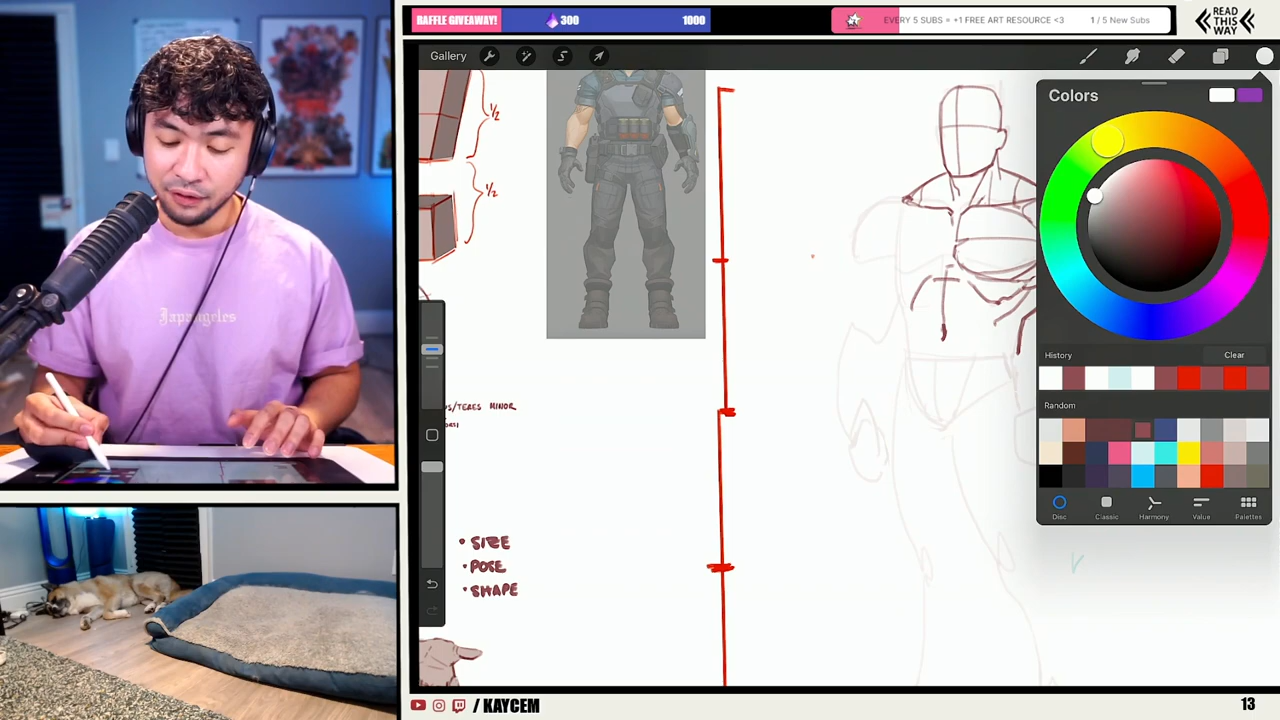 RAFFLE GIVEAWAY! 300 1000
EVERY 5 SUBS = +1 FREE ART RESOURCE <3 1 / 5 New Subs
READ
THIS
WAY
Gallery
Colors
1/2
1/2
History Clear
Random
Disc Classic Harmony Value Palettes
Japangeles
S/TERES MINOR
• SIZE
• POSE
• SHAPE
/ KAYCEM
13